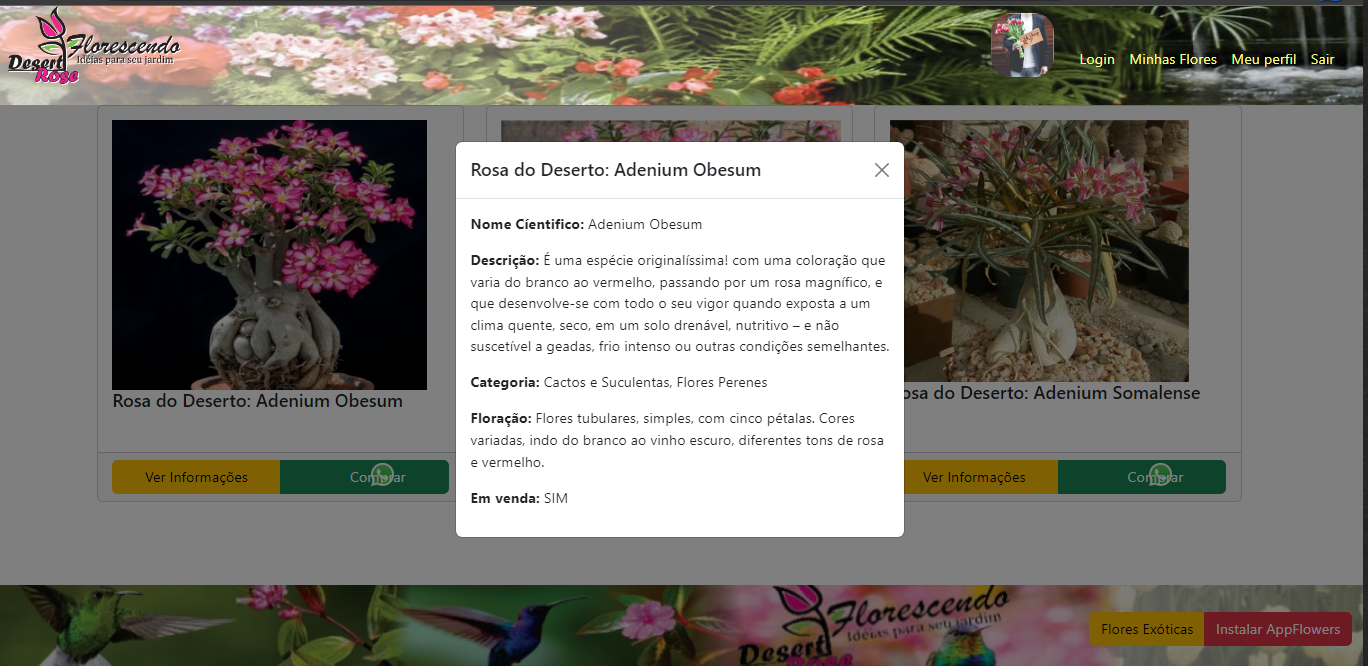 Florescendo
Idéias para seu jardim
Desert
Rose
Login Minhas Flores Meu perfil Sair
Rosa do Deserto: Adenium Obesum
Nome Cíentifico: Adenium Obesum
Descrição: É uma espécie originalíssima! com uma coloração que
varia do branco ao vermelho, passando por um rosa magnífico, e
que desenvolve-se com todo o seu vigor quando exposta a um
clima quente, seco, em um solo drenável, nutritivo – e não
suscetível a geadas, frio intenso ou outras condições semelhantes.
Categoria: Cactos e Suculentas, Flores Perenes
Floração: Flores tubulares, simples, com cinco pétalas. Cores
variadas, indo do branco ao vinho escuro, diferentes tons de rosa
e vermelho.
Em venda: SIM
Rosa do Deserto: Adenium Obesum
Ver Informações Comprar
osa do Deserto: Adenium Somalense
Ver Informações Comprar
Florescendo
Idéias para seu jardim
Desert
Rose
Flores Exóticas Instalar AppFlowers